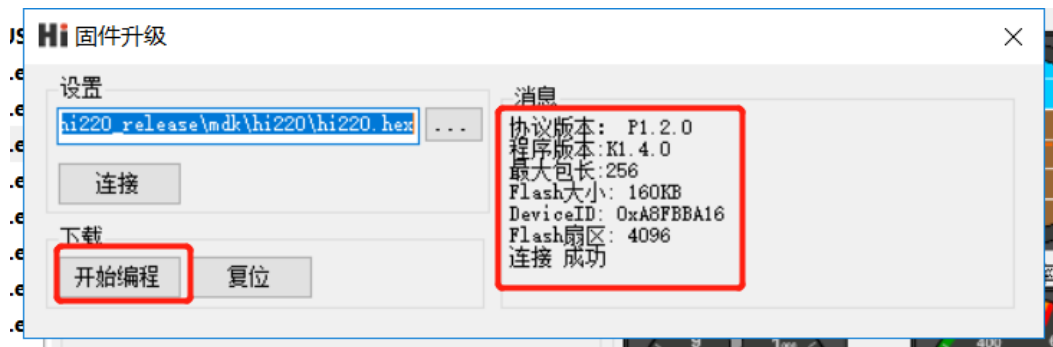 Hi 固件升级
设置
hi220_release\mdk\hi220\hi220.hex
...
连接
下载
开始编程
复位
消息
协议版本: P1.2.0
程序版本:K1.4.0
最大包长:256
Flash大小: 160KB
DeviceID: 0xA8FBBA16
Flash扇区: 4096
连接 成功
9
400